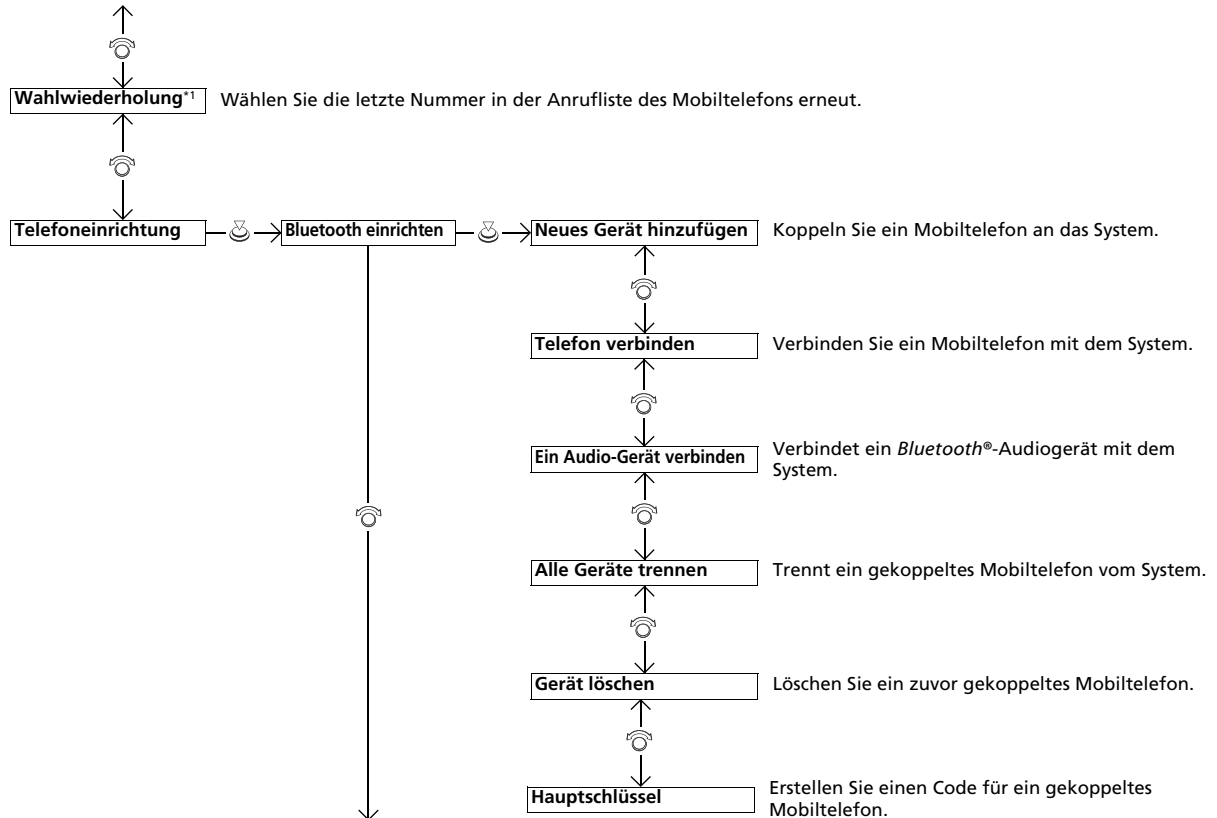 Wahlwiederholung*1 Wählen Sie die letzte Nummer in der Anrufliste des Mobiltelefons erneut.
Telefoneinrichtung Bluetooth einrichten Neues Gerät hinzufügen Koppeln Sie ein Mobiltelefon an das System.
Telefon verbinden Verbinden Sie ein Mobiltelefon mit dem System.
Ein Audio-Gerät verbinden Verbindet ein Bluetooth®-Audiogerät mit dem
System.
Alle Geräte trennen Trennt ein gekoppeltes Mobiltelefon vom System.
Gerät löschen Löschen Sie ein zuvor gekoppeltes Mobiltelefon.
Hauptschlüssel Erstellen Sie einen Code für ein gekoppeltes
Mobiltelefon.